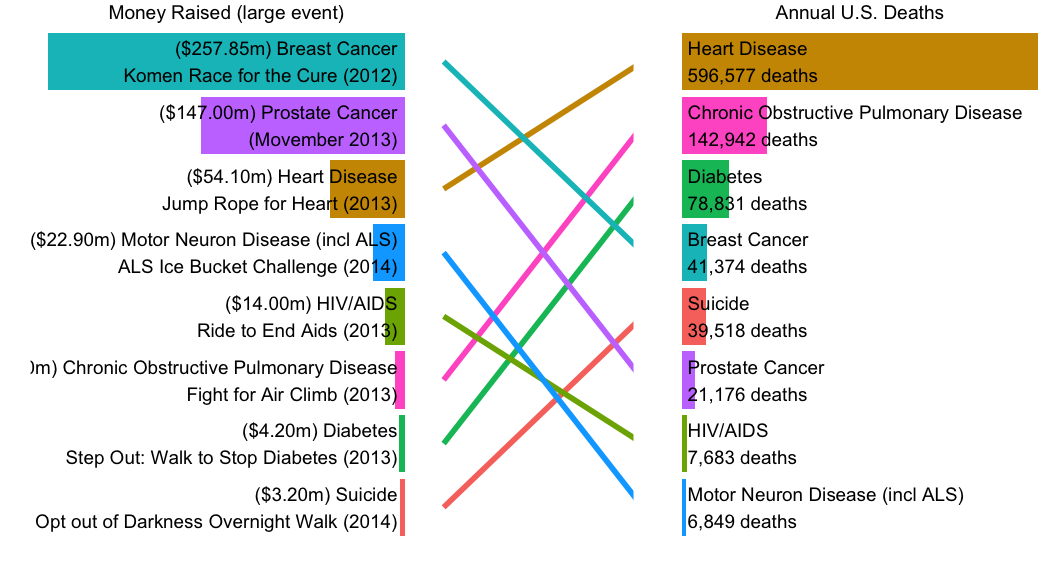 Money Raised (large event)
($257.85m) Breast Cancer
Komen Race for the Cure (2012)
($147.00m) Prostate Cancer
(Movember 2013)
($54.10m) Heart Disease
Jump Rope for Heart (2013)
($22.90m) Motor Neuron Disease (incl ALS)
ALS Ice Bucket Challenge (2014)
($14.00m) HIV/AIDS
Ride to End Aids (2013)
m) Chronic Obstructive Pulmonary Disease
Fight for Air Climb (2013)
($4.20m) Diabetes
Step Out: Walk to Stop Diabetes (2013)
($3.20m) Suicide
Opt out of Darkness Overnight Walk (2014)
Annual U.S. Deaths
Heart Disease
596,577 deaths
Chronic Obstructive Pulmonary Disease
142,942 deaths
Diabetes
78,831 deaths
Breast Cancer
41,374 deaths
Suicide
39,518 deaths
Prostate Cancer
21,176 deaths
HIV/AIDS
7,683 deaths
Motor Neuron Disease (incl ALS)
6,849 deaths